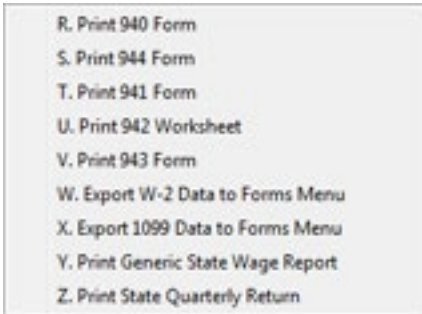 R. Print 940 Form
S. Print 944 Form
T. Print 941 Form
U. Print 942 Worksheet
V. Print 943 Form
W. Export W-2 Data to Forms Menu
X. Export 1099 Data to Forms Menu
Y. Print Generic State Wage Report
Z. Print State Quarterly Return